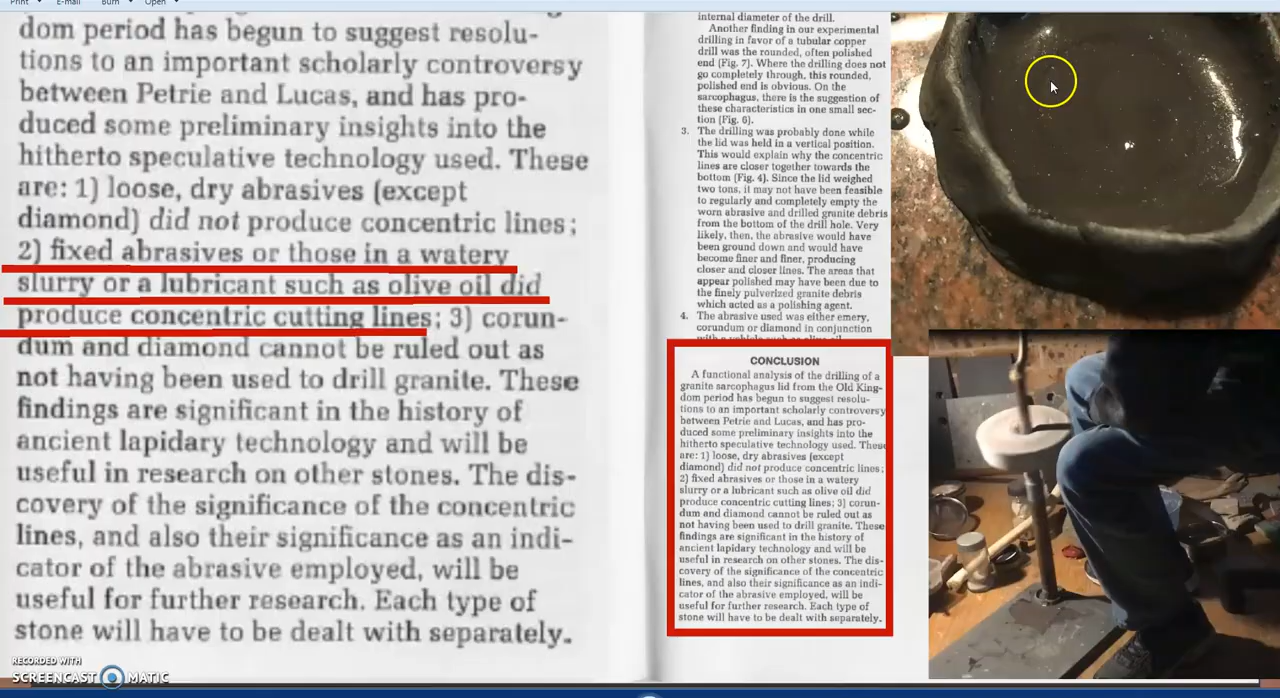 Print E-mail Burn Open
dom period has begun to suggest resolu-
tions to an important scholarly controversy
between Petrie and Lucas, and has pro-
duced some preliminary insights into the
hitherto speculative technology used. These
are: 1) loose, dry abrasives (except
diamond) did not produce concentric lines;
2) fixed abrasives or those in a watery
slurry or a lubricant such as olive oil did
produce concentric cutting lines; 3) corun-
dum and diamond cannot be ruled out as
not having been used to drill granite. These
findings are significant in the history of
ancient lapidary technology and will be
useful in research on other stones. The dis-
covery of the significance of the concentric
lines, and also their significance as an indi-
cator of the abrasive employed, will be
useful for further research. Each type of
stone will have to be dealt with separately.
RECORDED WITH
SCREENCAST MATIC
internal diameter of the drill.
Another finding in our experimental
drilling in favor of a tubular copper
drill was the rounded, often polished
end (Fig. 7). Where the drilling does not
go completely through, this rounded,
polished end is obvious. On the
sarcophagus, there is the suggestion of
these characteristics in one small sec-
tion (Fig. 6).
3. The drilling was probably done while
the lid was held in a vertical position.
This would explain why the concentric
lines are closer together towards the
bottom (Fig. 4). Since the lid weighed
two tons, it may not have been feasible
to regularly and completely empty the
worn abrasive and drilled granite debris
from the bottom of the drill hole. Very
likely, then, the abrasive would have
been ground down and would have
become finer and finer, producing
closer and closer lines. The areas that
appear polished may have been due to
the finely pulverized granite debris
which acted as a polishing agent.
4. The abrasive used was either emery,
corundum or diamond in conjunction
CONCLUSION
A functional analysis of the drilling of a
granite sarcophagus lid from the Old King-
dom period has begun to suggest resolu-
tions to an important scholarly controversy
between Petrie and Lucas, and has pro-
duced some preliminary insights into the
hitherto speculative technology used. These
are: 1) loose, dry abrasives (except
diamond) did not produce concentric lines;
2) fixed abrasives or those in a watery
slurry or a lubricant such as olive oil did
produce concentric cutting lines; 3) corun-
dum and diamond cannot be ruled out as
not having been used to drill granite. These
findings are significant in the history of
ancient lapidary technology and will be
useful in research on other stones. The dis-
covery of the significance of the concentric
lines, and also their significance as an indi-
cator of the abrasive employed, will be
useful for further research. Each type of
stone will have to be dealt with separately.